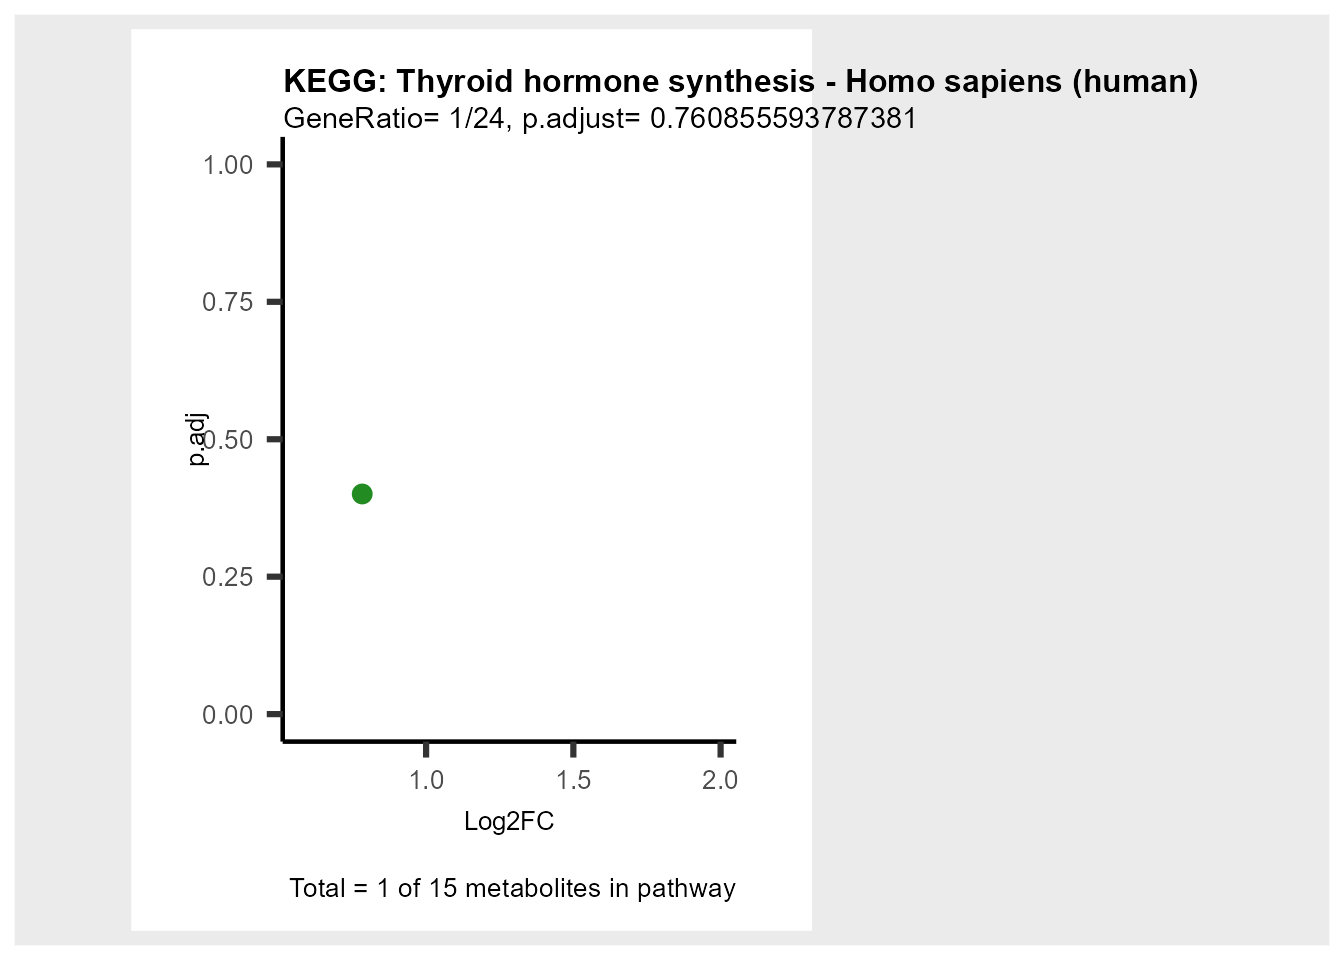 KEGG: Thyroid hormone synthesis - Homo sapiens (human)
GeneRatio= 1/24, p.adjust= 0.760855593787381
1.00
0.75
p.adj
0.50
0.25
0.00
1.0 1.5 2.0
Log2FC
Total = 1 of 15 metabolites in pathway